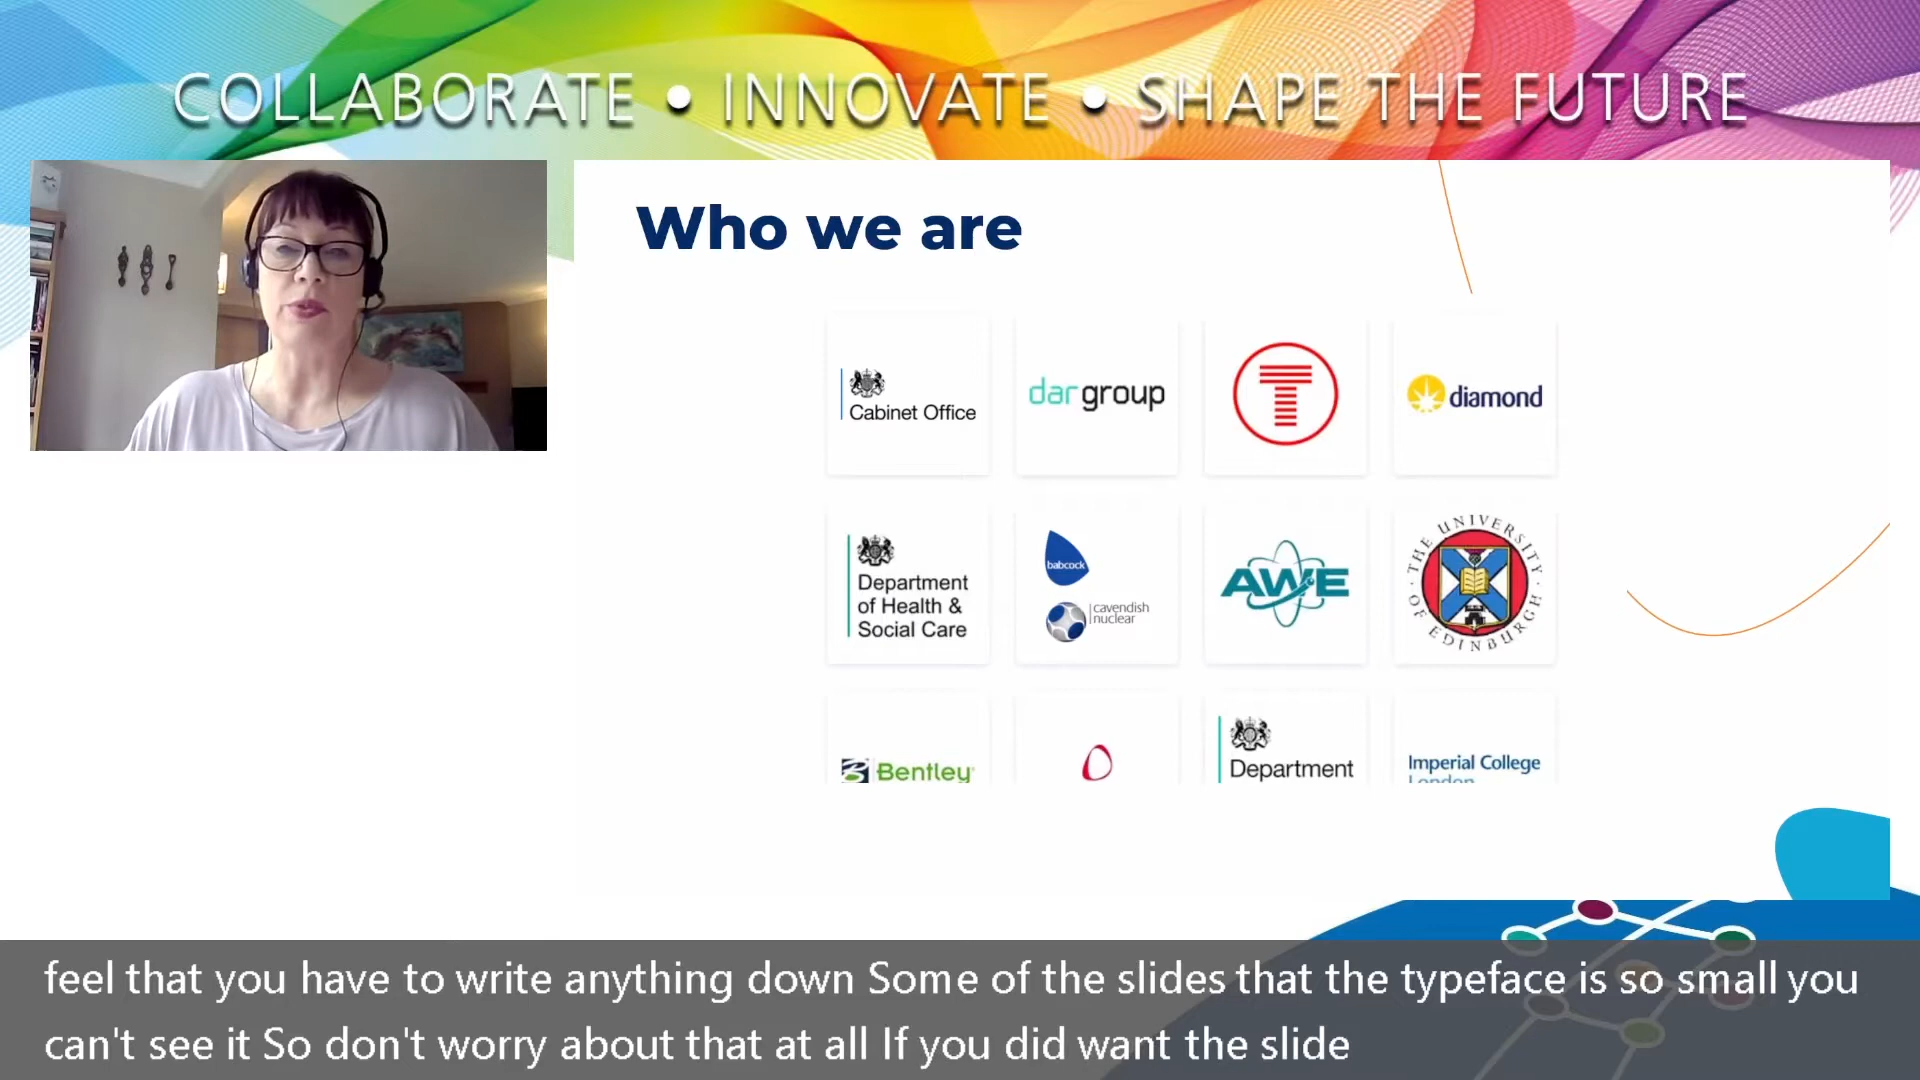 COLLABORATE • INNOVATE • SHAPE THE FUTURE
Who we are
Cabinet Office
dar group
T
diamond
Department
of Health &
Social Care
babcock
cavendish
nuclear
AWE
THE UNIVERSITY
OF EDINBURGH
Bentley
Department
Imperial College
London
feel that you have to write anything down Some of the slides that the typeface is so small you
can't see it So don't worry about that at all If you did want the slide